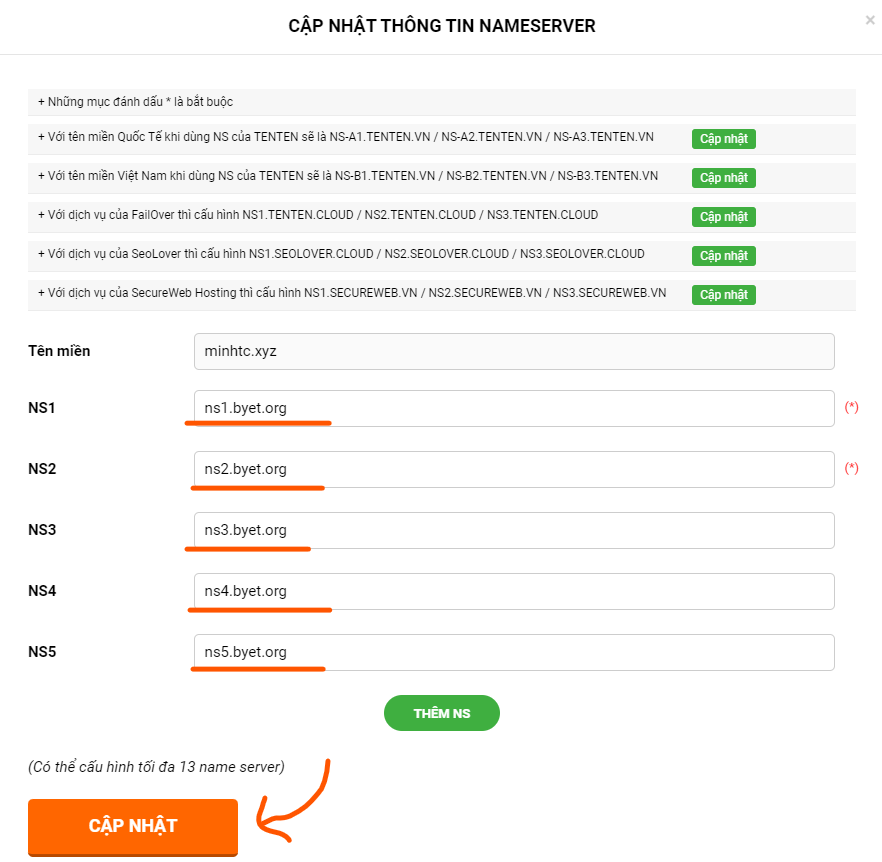 CẬP NHẬT THÔNG TIN NAMESERVER
×
+ Những mục đánh dấu * là bắt buộc
+ Với tên miền Quốc Tế khi dùng NS của TENTEN sẽ là NS-A1.TENTEN.VN / NS-A2.TENTEN.VN / NS-A3.TENTEN.VN Cập nhật
+ Với tên miền Việt Nam khi dùng NS của TENTEN sẽ là NS-B1.TENTEN.VN / NS-B2.TENTEN.VN / NS-B3.TENTEN.VN Cập nhật
+ Với dịch vụ của FailOver thì cấu hình NS1.TENTEN.CLOUD / NS2.TENTEN.CLOUD / NS3.TENTEN.CLOUD Cập nhật
+ Với dịch vụ của SeoLover thì cấu hình NS1.SEOLOVER.CLOUD / NS2.SEOLOVER.CLOUD / NS3.SEOLOVER.CLOUD Cập nhật
+ Với dịch vụ của SecureWeb Hosting thì cấu hình NS1.SECUREWEB.VN / NS2.SECUREWEB.VN / NS3.SECUREWEB.VN Cập nhật
Tên miền minhtc.xyz
NS1 ns1.byet.org (*)
NS2 ns2.byet.org (*)
NS3 ns3.byet.org
NS4 ns4.byet.org
NS5 ns5.byet.org
THÊM NS
(Có thể cấu hình tối đa 13 name server)
CẬP NHẬT